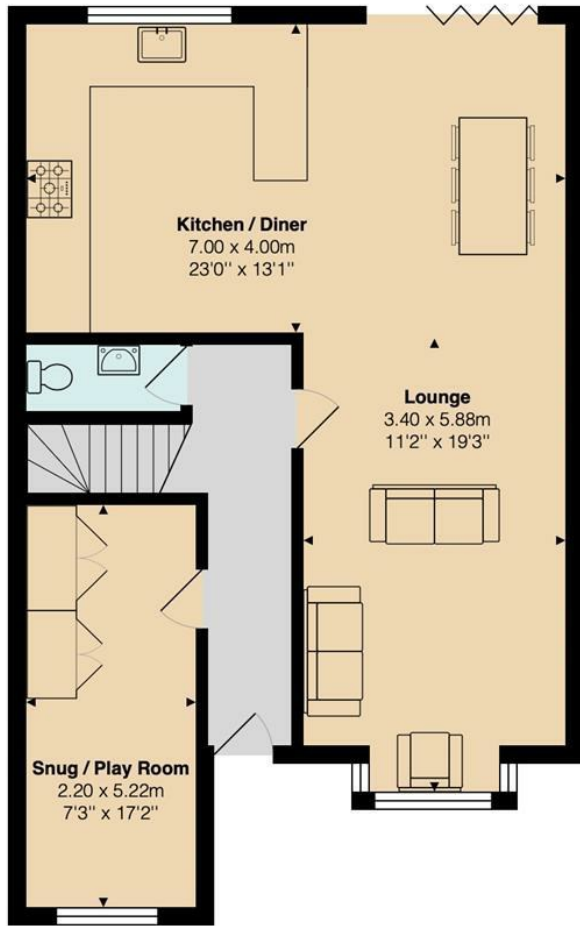 Kitchen / Diner
7.00 x 4.00m
23'0'' x 13'1''
Lounge
3.40 x 5.88m
11'2'' x 19'3''
Snug / Play Room
2.20 x 5.22m
7'3'' x 17'2''